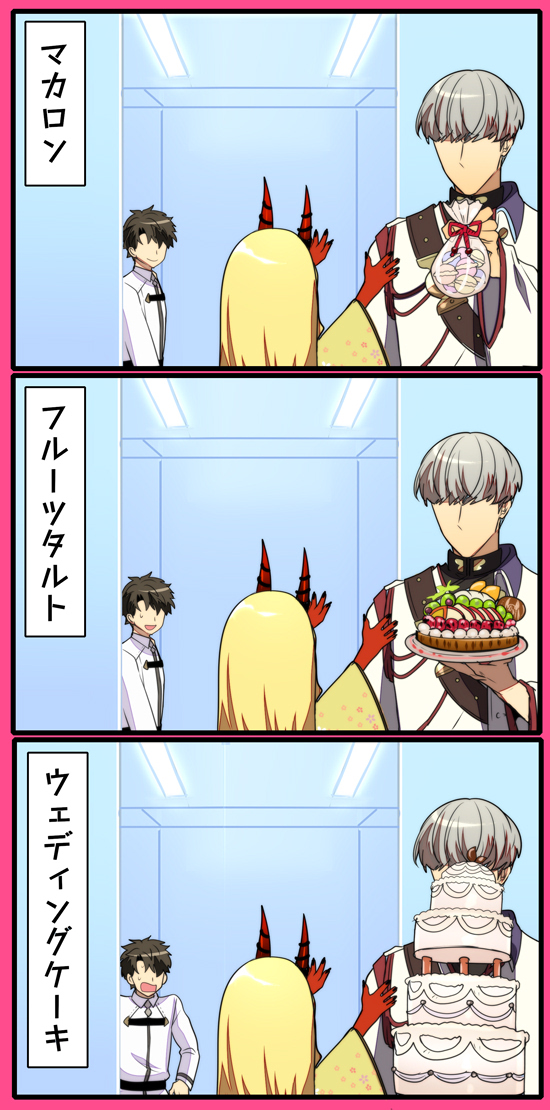 マカロン
フルーツタルト
ウェディングケーキ